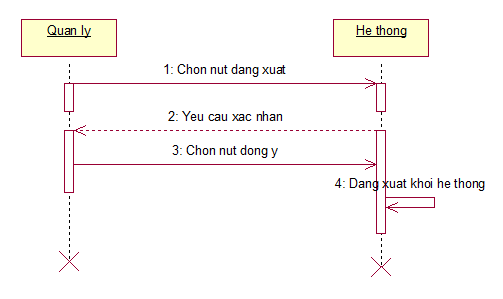 Quan ly
He thong
1: Chon nut dang xuat
2: Yeu cau xac nhan
3: Chon nut dong y
4: Dang xuat khoi he thong